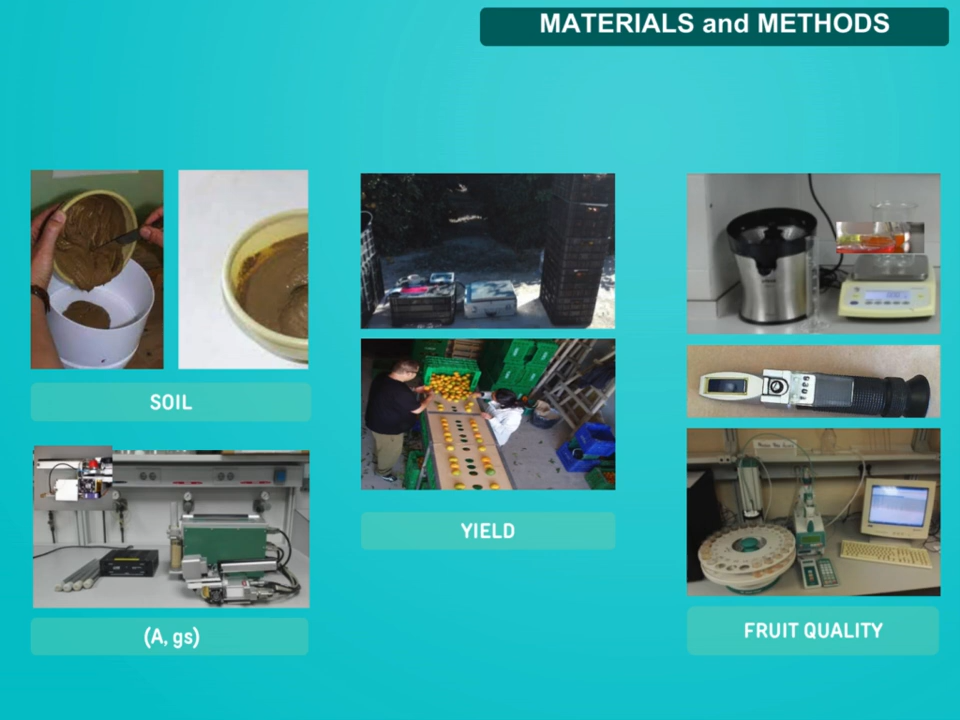 MATERIALS and METHODS
SOIL
(A, gs)
YIELD
FRUIT QUALITY